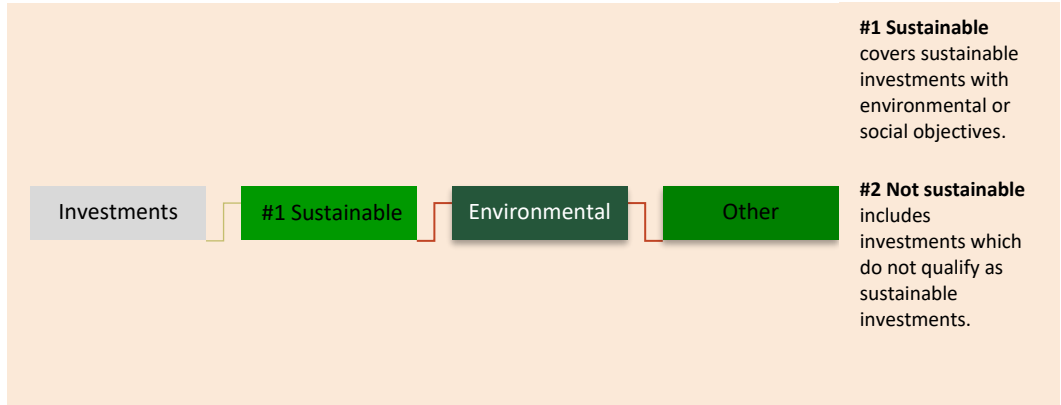 Investments
#1 Sustainable
Environmental
Other
#1 Sustainable
covers sustainable
investments with
environmental or
social objectives.
#2 Not sustainable
includes
investments which
do not qualify as
sustainable
investments.